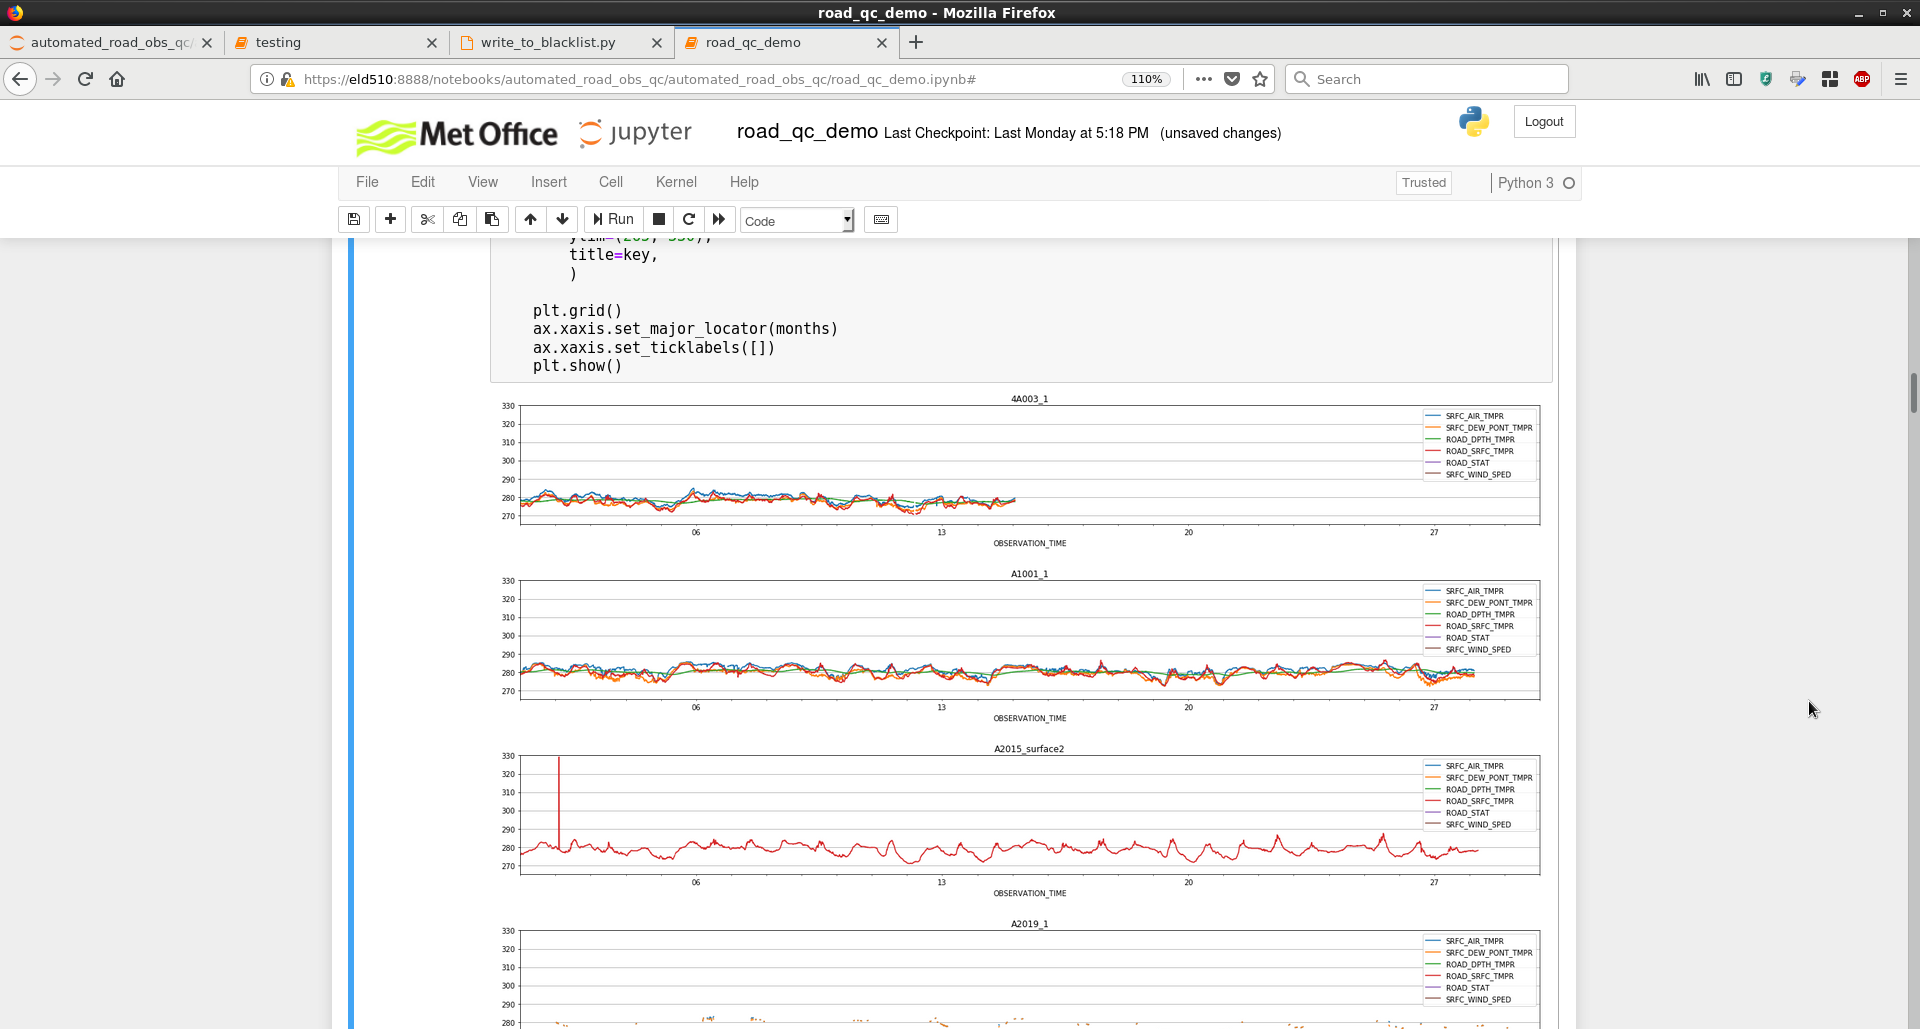 road_qc_demo - Mozilla Firefox
automated_road_obs_qc/
testing
write_to_blacklist.py
road_qc_demo
https://eld510:8888/notebooks/automated_road_obs_qc/automated_road_obs_qc/road_qc_demo.ipynb#
110%
Search
ABP
Met Office
jupyter
road_qc_demo Last Checkpoint: Last Monday at 5:18 PM (unsaved changes)
Logout
File Edit View Insert Cell Kernel Help
Trusted
Python 3
Run
Code
title=key,
)
plt.grid()
ax.xaxis.set_major_locator(months)
ax.xaxis.set_ticklabels([])
plt.show()
4A003_1
330
320
310
300
290
280
270
SRFC_AIR_TMPR
SRFC_DEW_PONT_TMPR
ROAD_DPTH_TMPR
ROAD_SRFC_TMPR
ROAD_STAT
SRFC_WIND_SPED
06 13 20 27
OBSERVATION_TIME
A1001_1
330
320
310
300
290
280
270
SRFC_AIR_TMPR
SRFC_DEW_PONT_TMPR
ROAD_DPTH_TMPR
ROAD_SRFC_TMPR
ROAD_STAT
SRFC_WIND_SPED
06 13 20 27
OBSERVATION_TIME
A2015_surface2
330
320
310
300
290
280
270
SRFC_AIR_TMPR
SRFC_DEW_PONT_TMPR
ROAD_DPTH_TMPR
ROAD_SRFC_TMPR
ROAD_STAT
SRFC_WIND_SPED
06 13 20 27
OBSERVATION_TIME
A2019_1
330
320
310
300
290
280
SRFC_AIR_TMPR
SRFC_DEW_PONT_TMPR
ROAD_DPTH_TMPR
ROAD_SRFC_TMPR
ROAD_STAT
SRFC_WIND_SPED